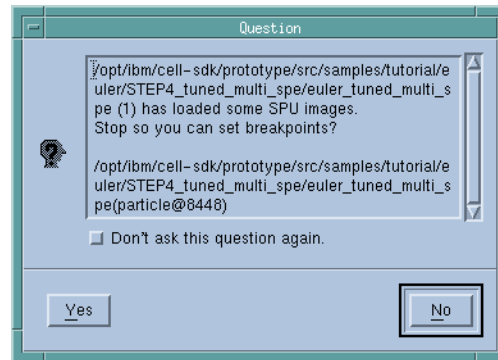 Question
/opt/ibm/cell-sdk/prototype/src/samples/tutorial/e
uler/STEP4_tuned_multi_spe/euler_tuned_multi_s
pe (1) has loaded some SPU images.
Stop so you can set breakpoints?
/opt/ibm/cell-sdk/prototype/src/samples/tutorial/e
uler/STEP4_tuned_multi_spe/euler_tuned_multi_s
pe(particle@8448)
Don't ask this question again.
Yes
No